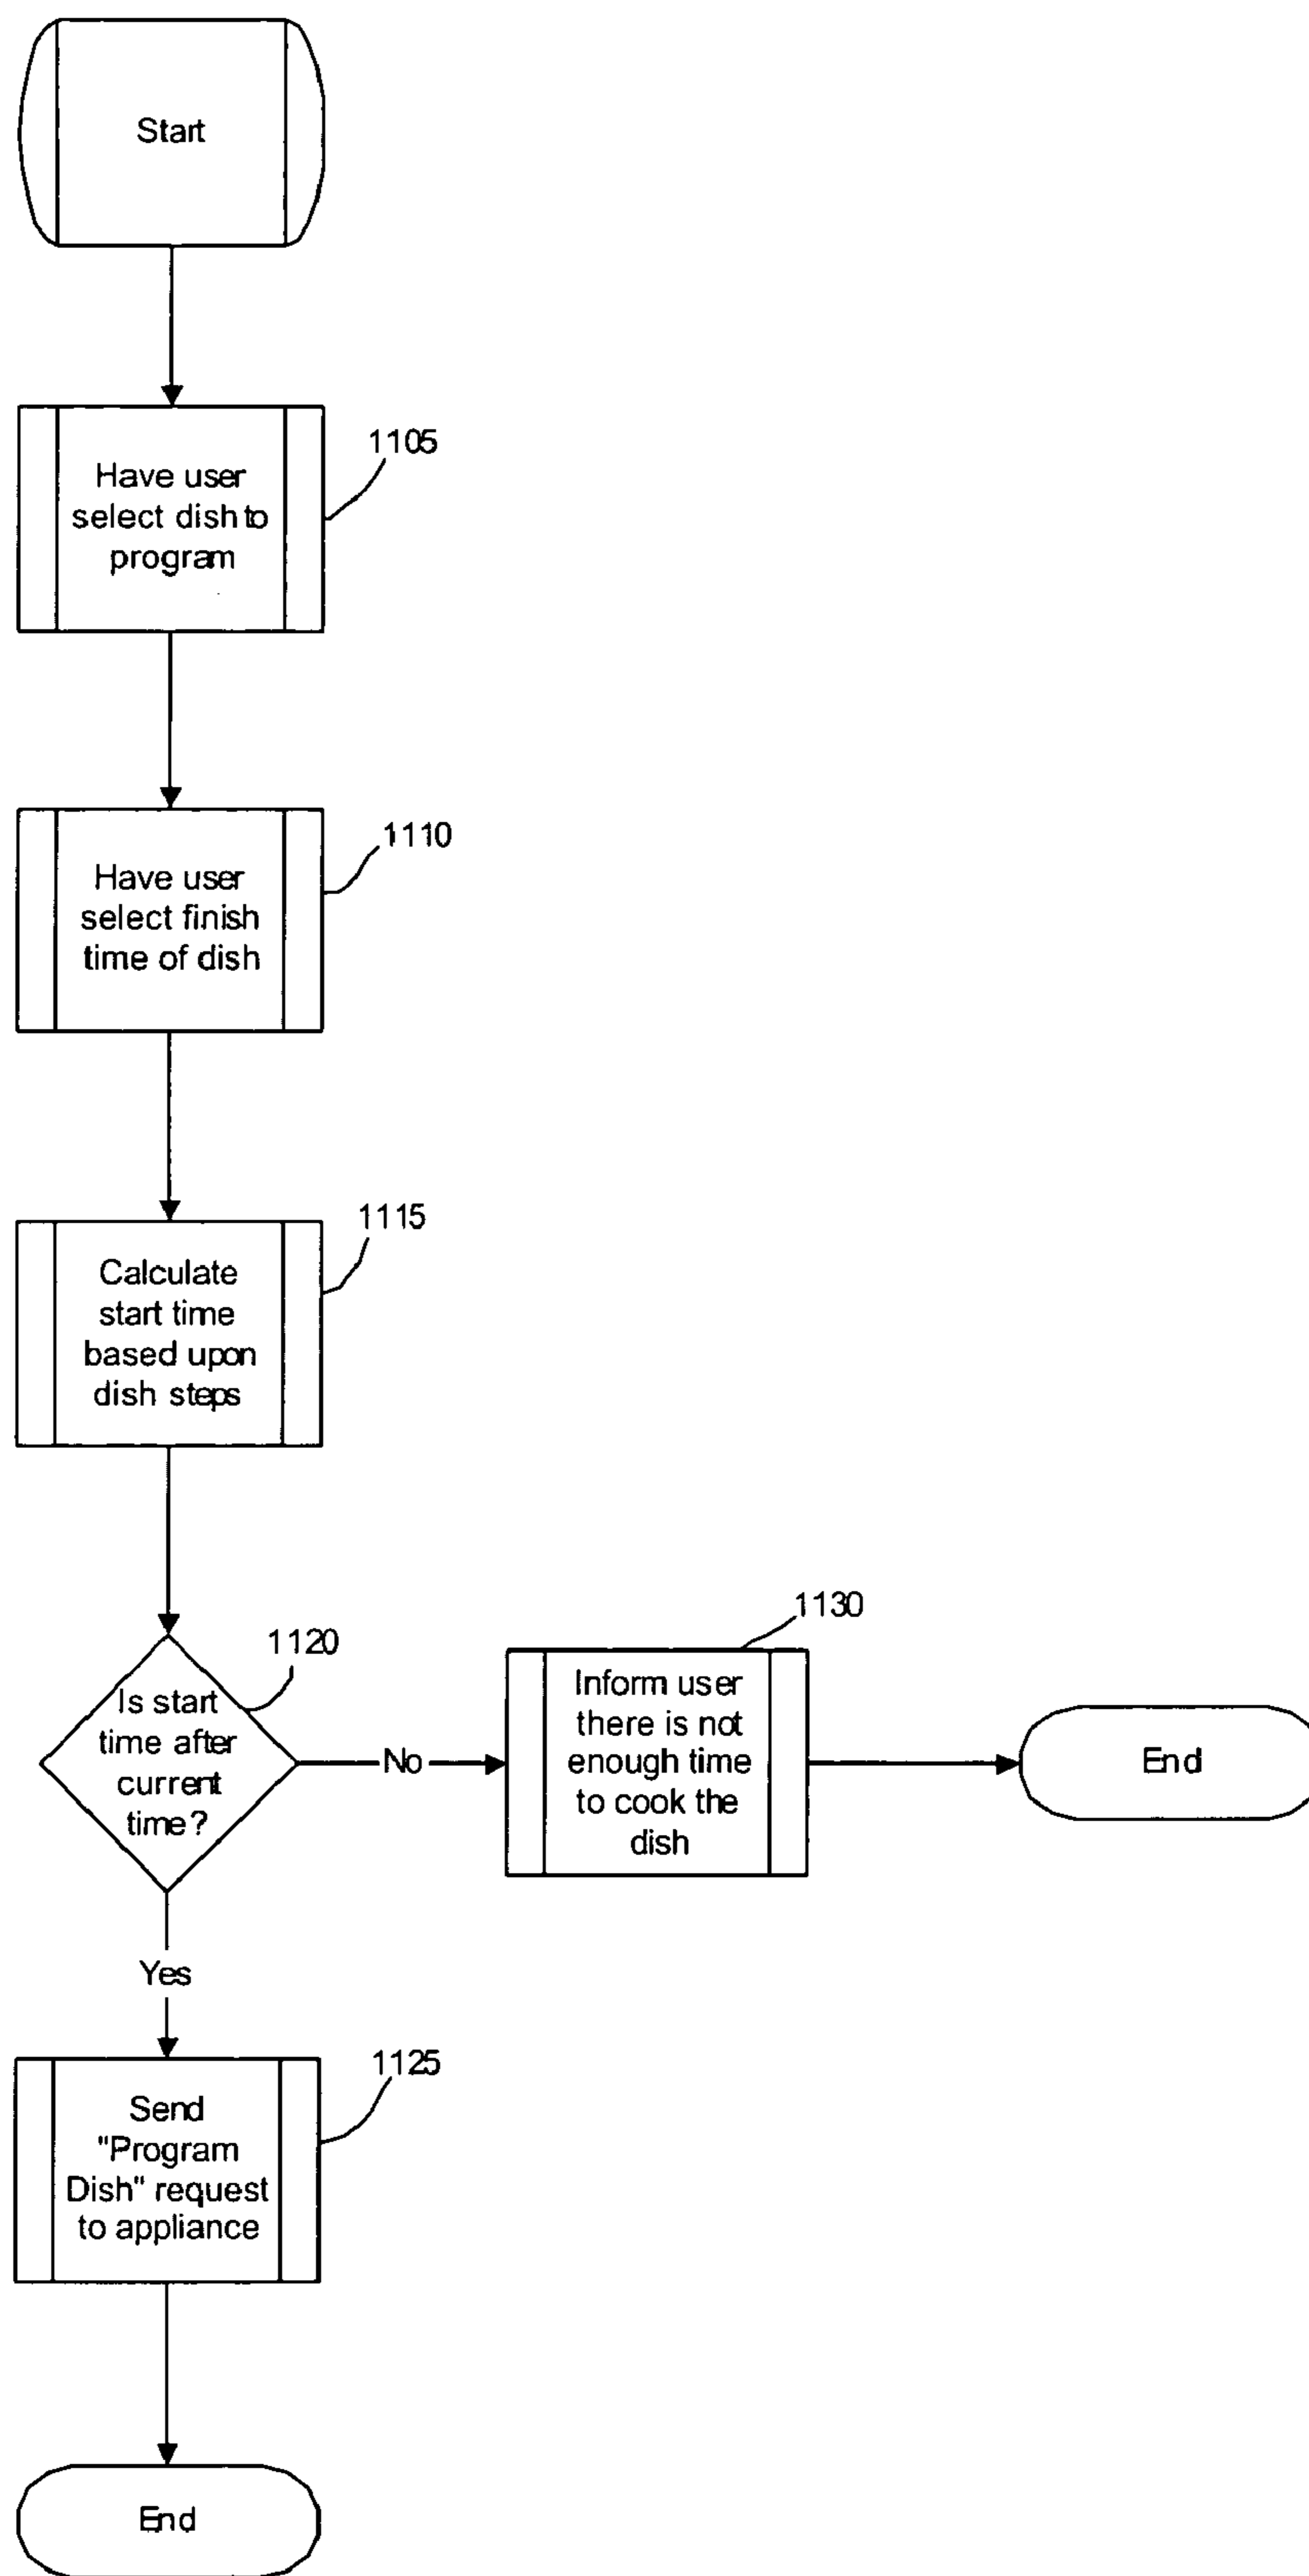 Start
1105
Have user
select dish to
program
1110
Have user
select finish
time of dish
1115
Calculate
start time
based upon
dish steps
1120
Is start
time after
current
time?
No
1130
Inform user
there is not
enough time
to cook the
dish
End
Yes
1125
Send
"Program
Dish" request
to appliance
End